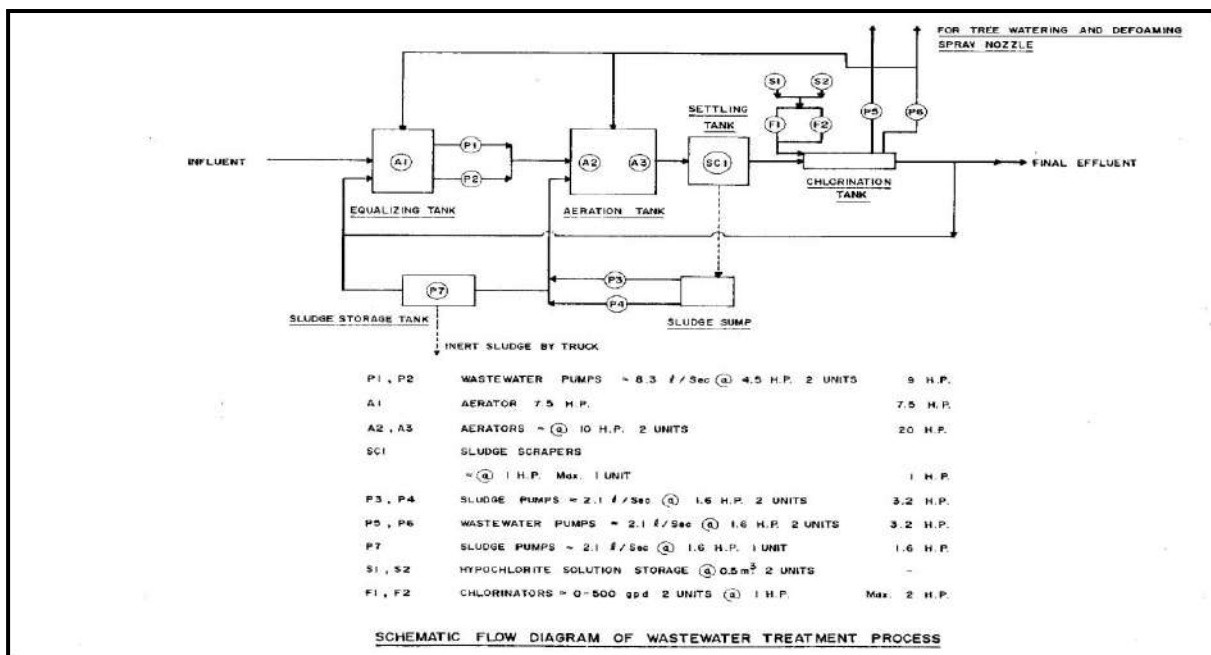 FOR TREE WATERING AND DEFOAMING
SPRAY NOZZLE
S1
S2
SETTLING
TANK
F1
F2
P5
P6
INFLUENT
A1
P1
P2
A2
A3
SC1
FINAL EFFLUENT
CHLORINATION
TANK
EQUALIZING TANK
AERATION TANK
P3
P4
P7
SLUDGE STORAGE TANK
SLUDGE SUMP
INERT SLUDGE BY TRUCK
P1, P2 WASTEWATER PUMPS ≈ 8.3 ℓ/Sec @ 4.5 H.P. 2 UNITS 9 H.P.
A1 AERATOR 7.5 H.P. 7.5 H.P.
A2, A3 AERATORS ~ @ 10 H.P. 2 UNITS 20 H.P.
SC1 SLUDGE SCRAPERS
≈ @ 1 H.P. Max. 1 UNIT 1 H.P.
P3, P4 SLUDGE PUMPS ≈ 2.1 ℓ/Sec @ 1.6 H.P. 2 UNITS 3.2 H.P.
P5, P6 WASTEWATER PUMPS ≈ 2.1 ℓ/Sec @ 1.6 H.P. 2 UNITS 3.2 H.P.
P7 SLUDGE PUMPS ~ 2.1 ℓ/Sec @ 1.6 H.P. 1 UNIT 1.6 H.P.
S1, S2 HYPOCHLORITE SOLUTION STORAGE @ 0.5m³ 2 UNITS -
F1, F2 CHLORINATORS ≈ 0-500 gpd 2 UNITS @ 1 H.P. Max. 2 H.P.
SCHEMATIC FLOW DIAGRAM OF WASTEWATER TREATMENT PROCESS